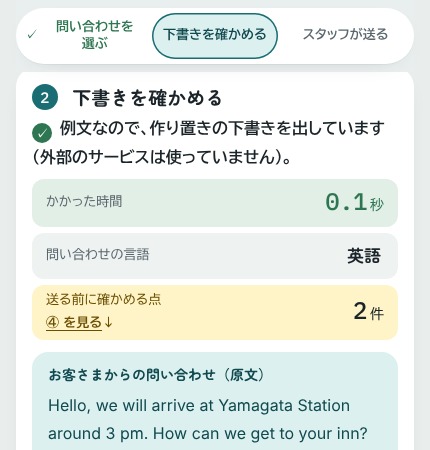 ✓ 問い合わせを
選ぶ
下書きを確かめる
スタッフが送る
2 下書きを確かめる
✓ 例文なので、作り置きの下書きを出しています
（外部のサービスは使っていません）。
かかった時間
0.1秒
問い合わせの言語
英語
送る前に確かめる点
④ を見る↓
2件
お客さまからの問い合わせ（原文）
Hello, we will arrive at Yamagata Station
around 3 pm. How can we get to your inn?